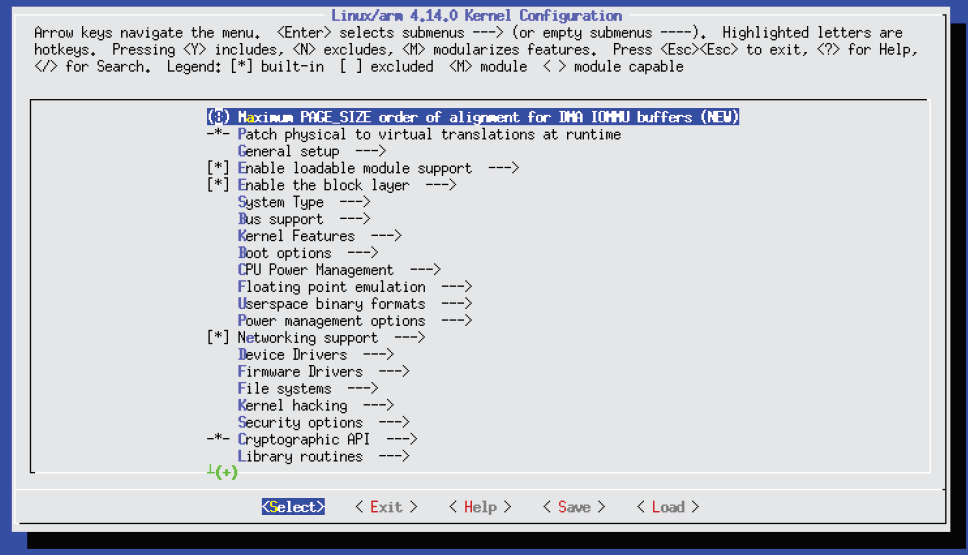 Linux/arm 4.14.0 Kernel Configuration
Arrow keys navigate the menu.  <Enter> selects submenus ---> (or empty submenus ----).  Highlighted letters are
hotkeys.  Pressing <Y> includes, <N> excludes, <M> modularizes features.  Press <Esc><Esc> to exit, <?> for Help,
</> for Search.  Legend: [*] built-in  [ ] excluded  <M> module  < > module capable
(8) Maximum PAGE_SIZE order of alignment for DMA IOMMU buffers (NEW)
-*- Patch physical to virtual translations at runtime
General setup  --->
[*] Enable loadable module support  --->
[*] Enable the block layer  --->
System Type  --->
Bus support  --->
Kernel Features  --->
Boot options  --->
CPU Power Management  --->
Floating point emulation  --->
Userspace binary formats  --->
Power management options  --->
[*] Networking support  --->
Device Drivers  --->
Firmware Drivers  --->
File systems  --->
Kernel hacking  --->
Security options  --->
-*- Cryptographic API  --->
Library routines  --->
┴(+)
<Select>    < Exit >    < Help >    < Save >    < Load >